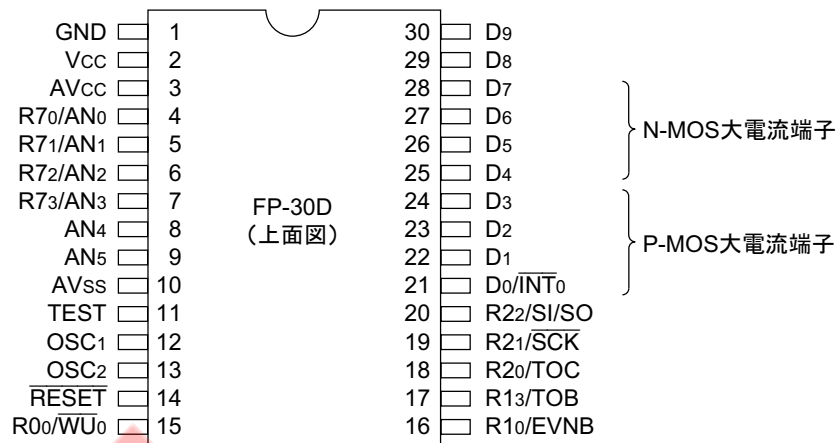 GND 1 30 D9
VCC 2 29 D8
AVCC 3 28 D7
R70/AN0 4 27 D6
R71/AN1 5 26 D5
R72/AN2 6 25 D4
N-MOS大電流端子
R73/AN3 7 24 D3
AN4 8 23 D2
AN5 9 22 D1
AVSS 10 21 D0/INT0
P-MOS大電流端子
FP-30D
(上面図)
TEST 11 20 R22/SI/SO
OSC1 12 19 R21/SCK
OSC2 13 18 R20/TOC
RESET 14 17 R13/TOB
R00/WU0 15 16 R10/EVNB